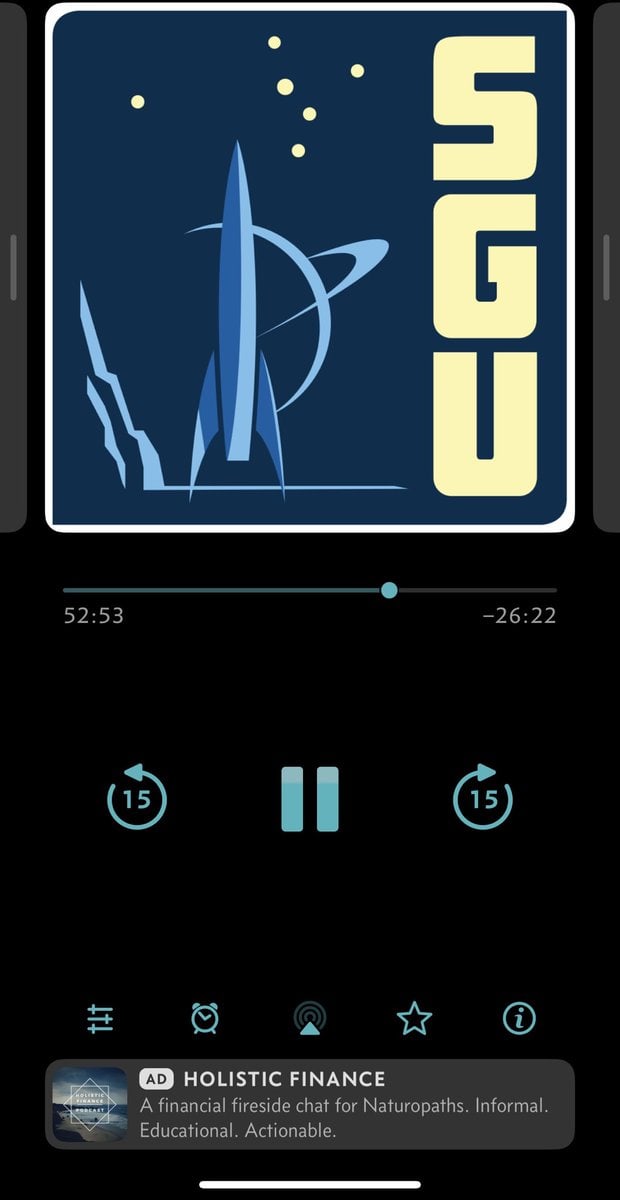 SGU
52:53
−26:22
15
15
AD HOLISTIC FINANCE
A financial fireside chat for Naturopaths. Informal.
Educational. Actionable.
HOLISTIC
FINANCE
PODCAST